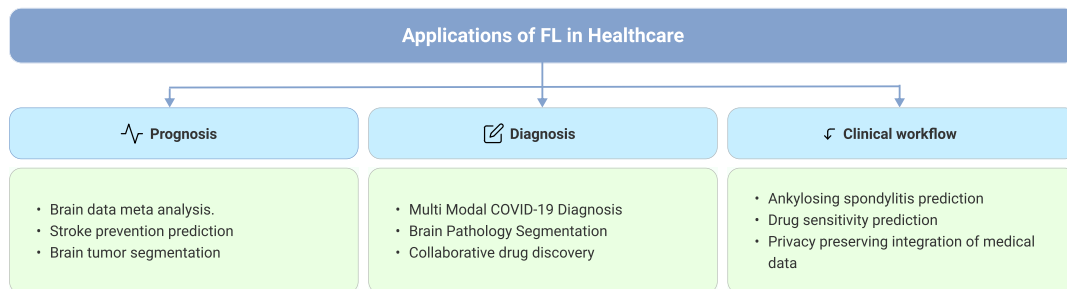 Applications of FL in Healthcare
Prognosis
Diagnosis
Clinical workflow
• Brain data meta analysis.
• Stroke prevention prediction
• Brain tumor segmentation
• Multi Modal COVID-19 Diagnosis
• Brain Pathology Segmentation
• Collaborative drug discovery
• Ankylosing spondylitis prediction
• Drug sensitivity prediction
• Privacy preserving integration of medical
data